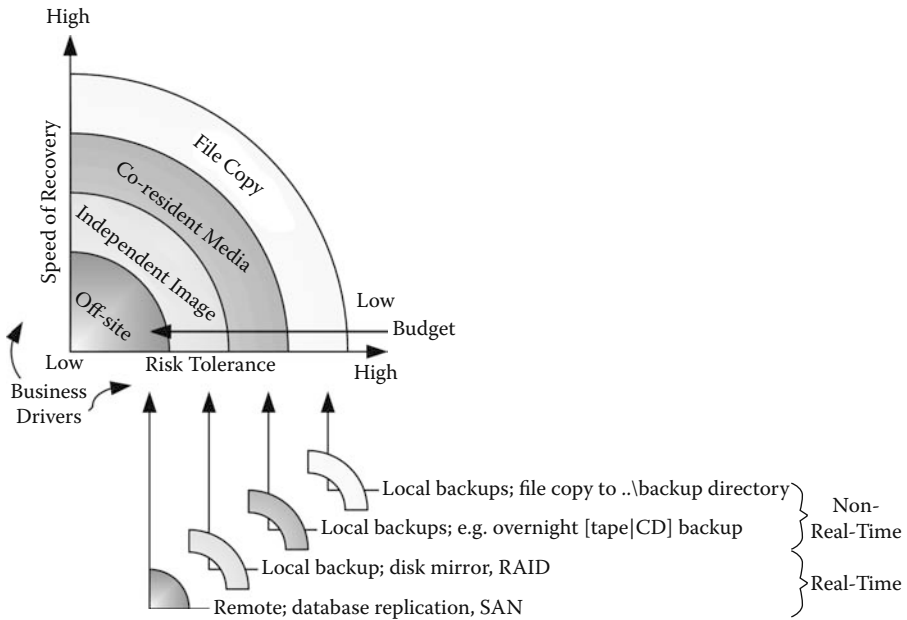 High
Speed of Recovery
File Copy
Co-resident Media
Independent Image
Off-site
Low
Budget
Low
Risk Tolerance
High
Business
Drivers
Local backups; file copy to ..\backup directory
Local backups; e.g. overnight [tape|CD] backup
Non-
Real-Time
Local backup; disk mirror, RAID
Remote; database replication, SAN
Real-Time